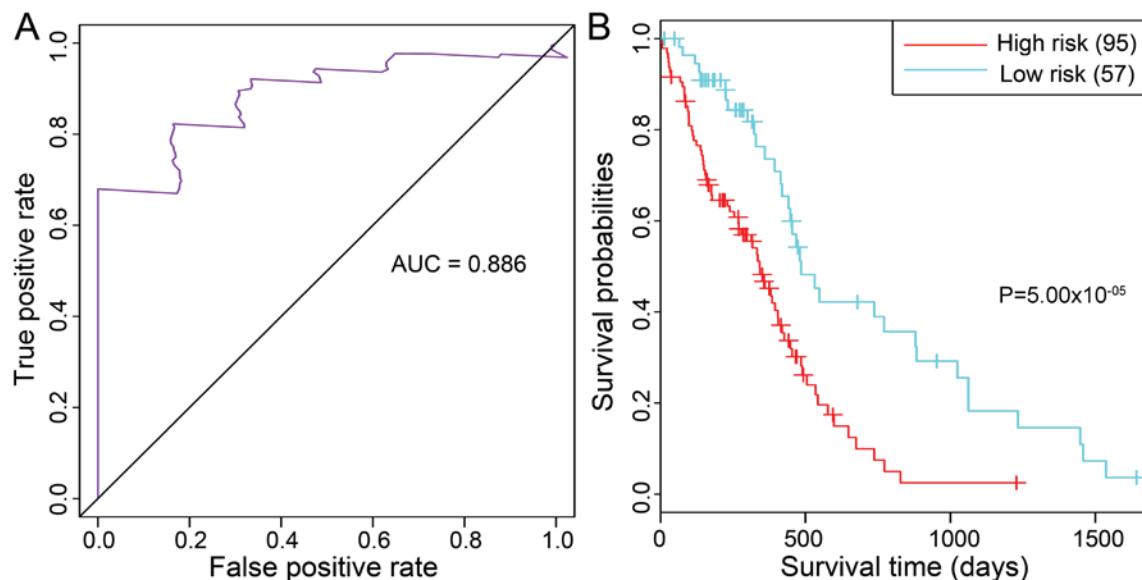 A
True positive rate
0.0
0.2
0.4
0.6
0.8
1.0
AUC = 0.886
0.0 0.2 0.4 0.6 0.8 1.0
False positive rate
B
Survival probabilities
0.0
0.2
0.4
0.6
0.8
1.0
High risk (95)
Low risk (57)
P=5.00x10⁻⁰⁵
0 500 1000 1500
Survival time (days)